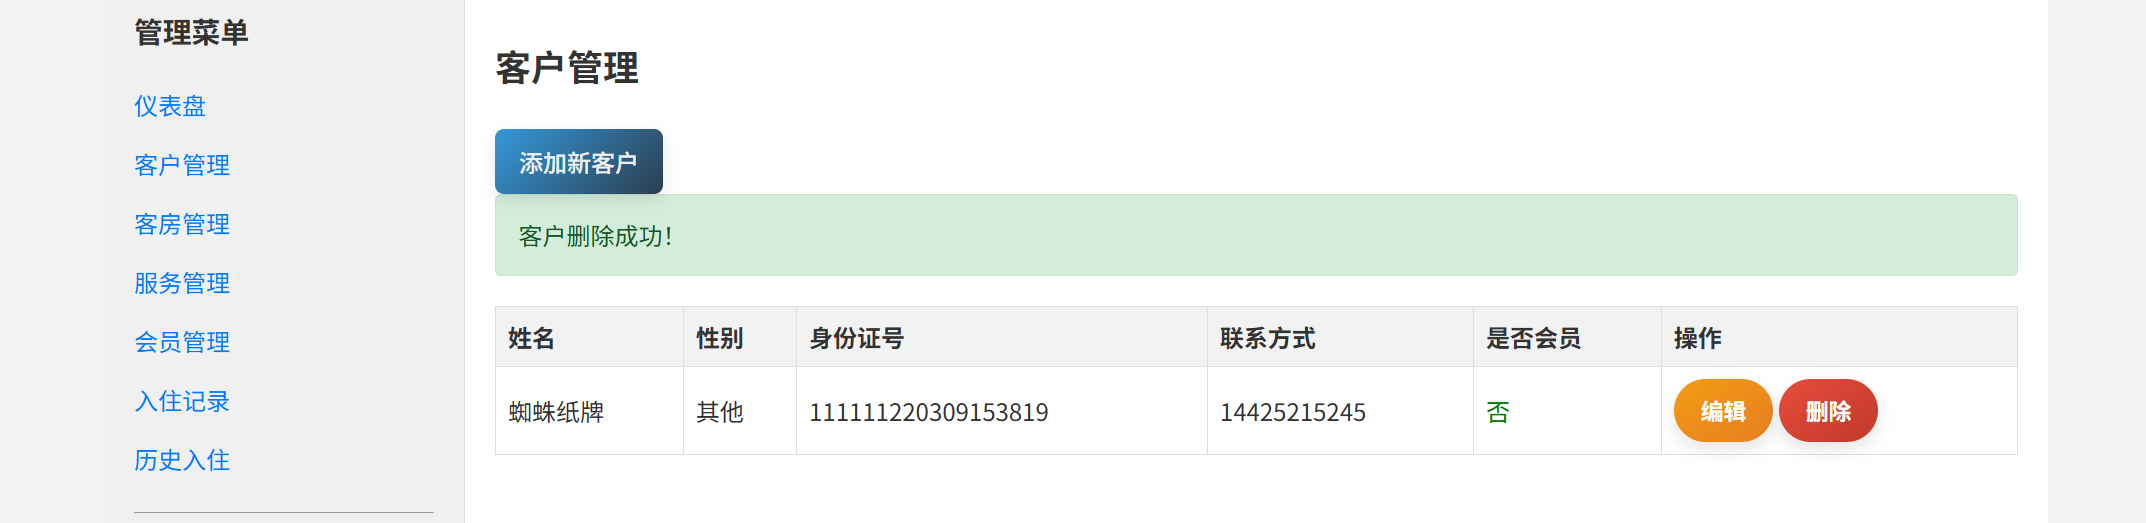 管理菜单
仪表盘
客户管理
客房管理
服务管理
会员管理
入住记录
历史入住
客户管理
添加新客户
客户删除成功！
姓名 性别 身份证号 联系方式 是否会员 操作
蜘蛛纸牌 其他 111111220309153819 14425215245 否 编辑 删除